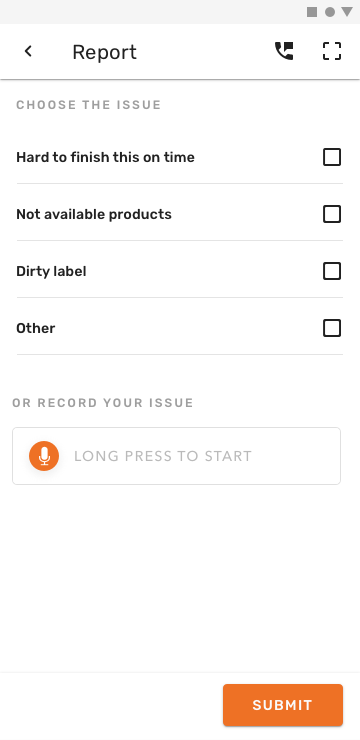 Report
CHOOSE THE ISSUE
Hard to finish this on time
Not available products
Dirty label
Other
OR RECORD YOUR ISSUE
LONG PRESS TO START
SUBMIT